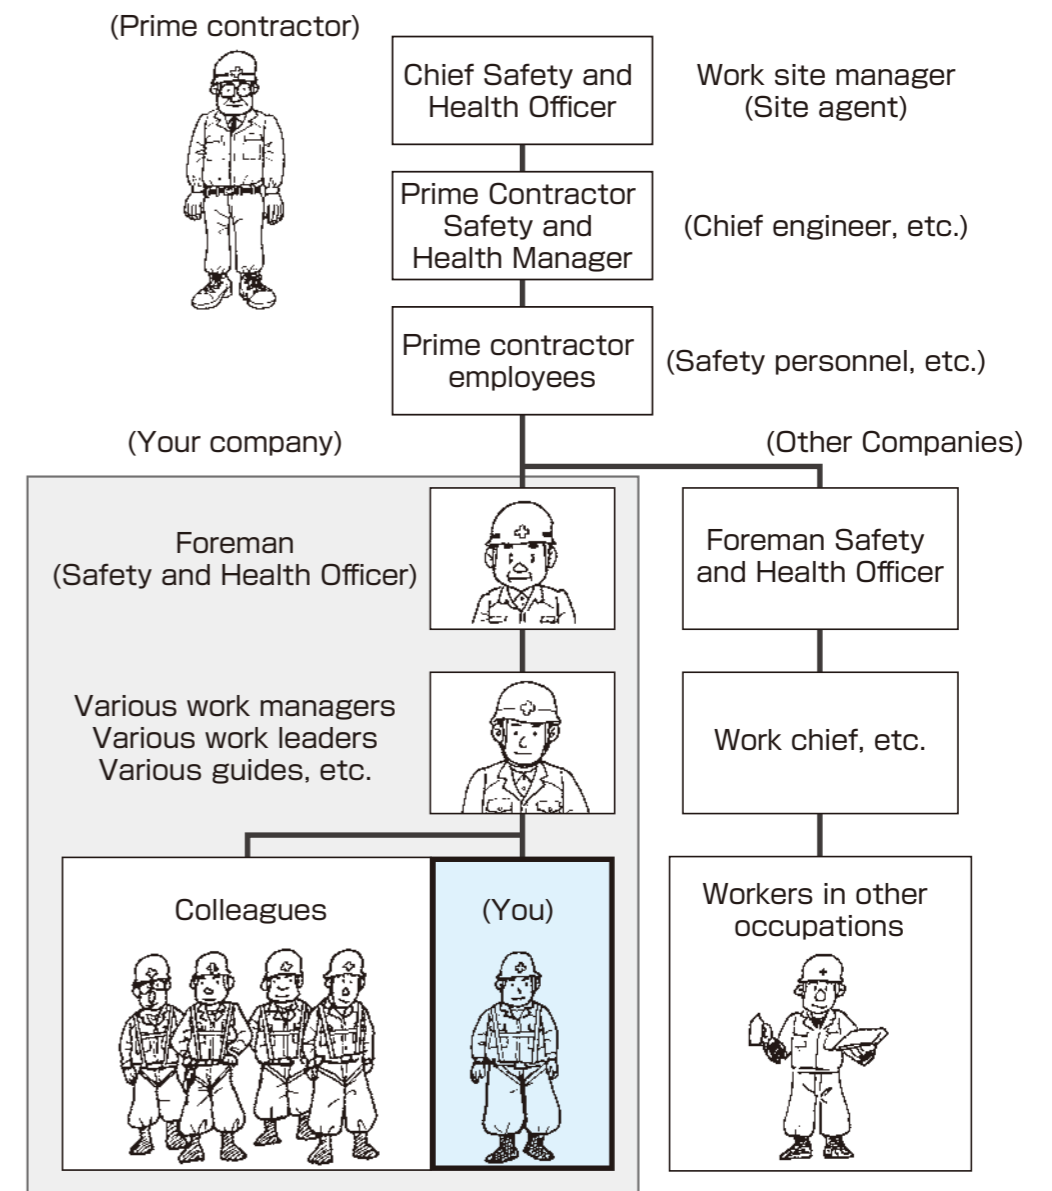 (Prime contractor)
Chief Safety and
Health Officer
Work site manager
(Site agent)
Prime Contractor
Safety and
Health Manager
(Chief engineer, etc.)
Prime contractor
employees
(Safety personnel, etc.)
(Your company)
(Other Companies)
Foreman
(Safety and Health Officer)
Foreman Safety
and Health Officer
Various work managers
Various work leaders
Various guides, etc.
Work chief, etc.
Colleagues
(You)
Workers in other
occupations